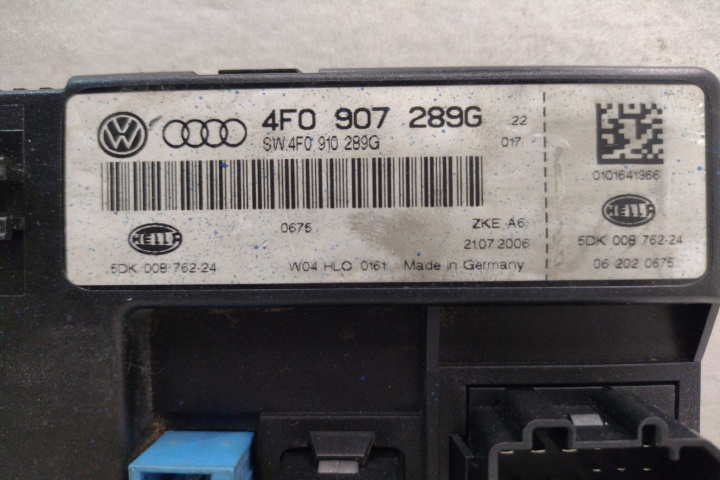 4F0 907 289G 22
SW:4F0 910 289G 017
0675 ZKE A6
21.07.2006
HELLA
5DK 008 762-24 W04 HLO 0161 Made in Germany
0101641366
HELLA
5DK 008 762-24
06 202 0675